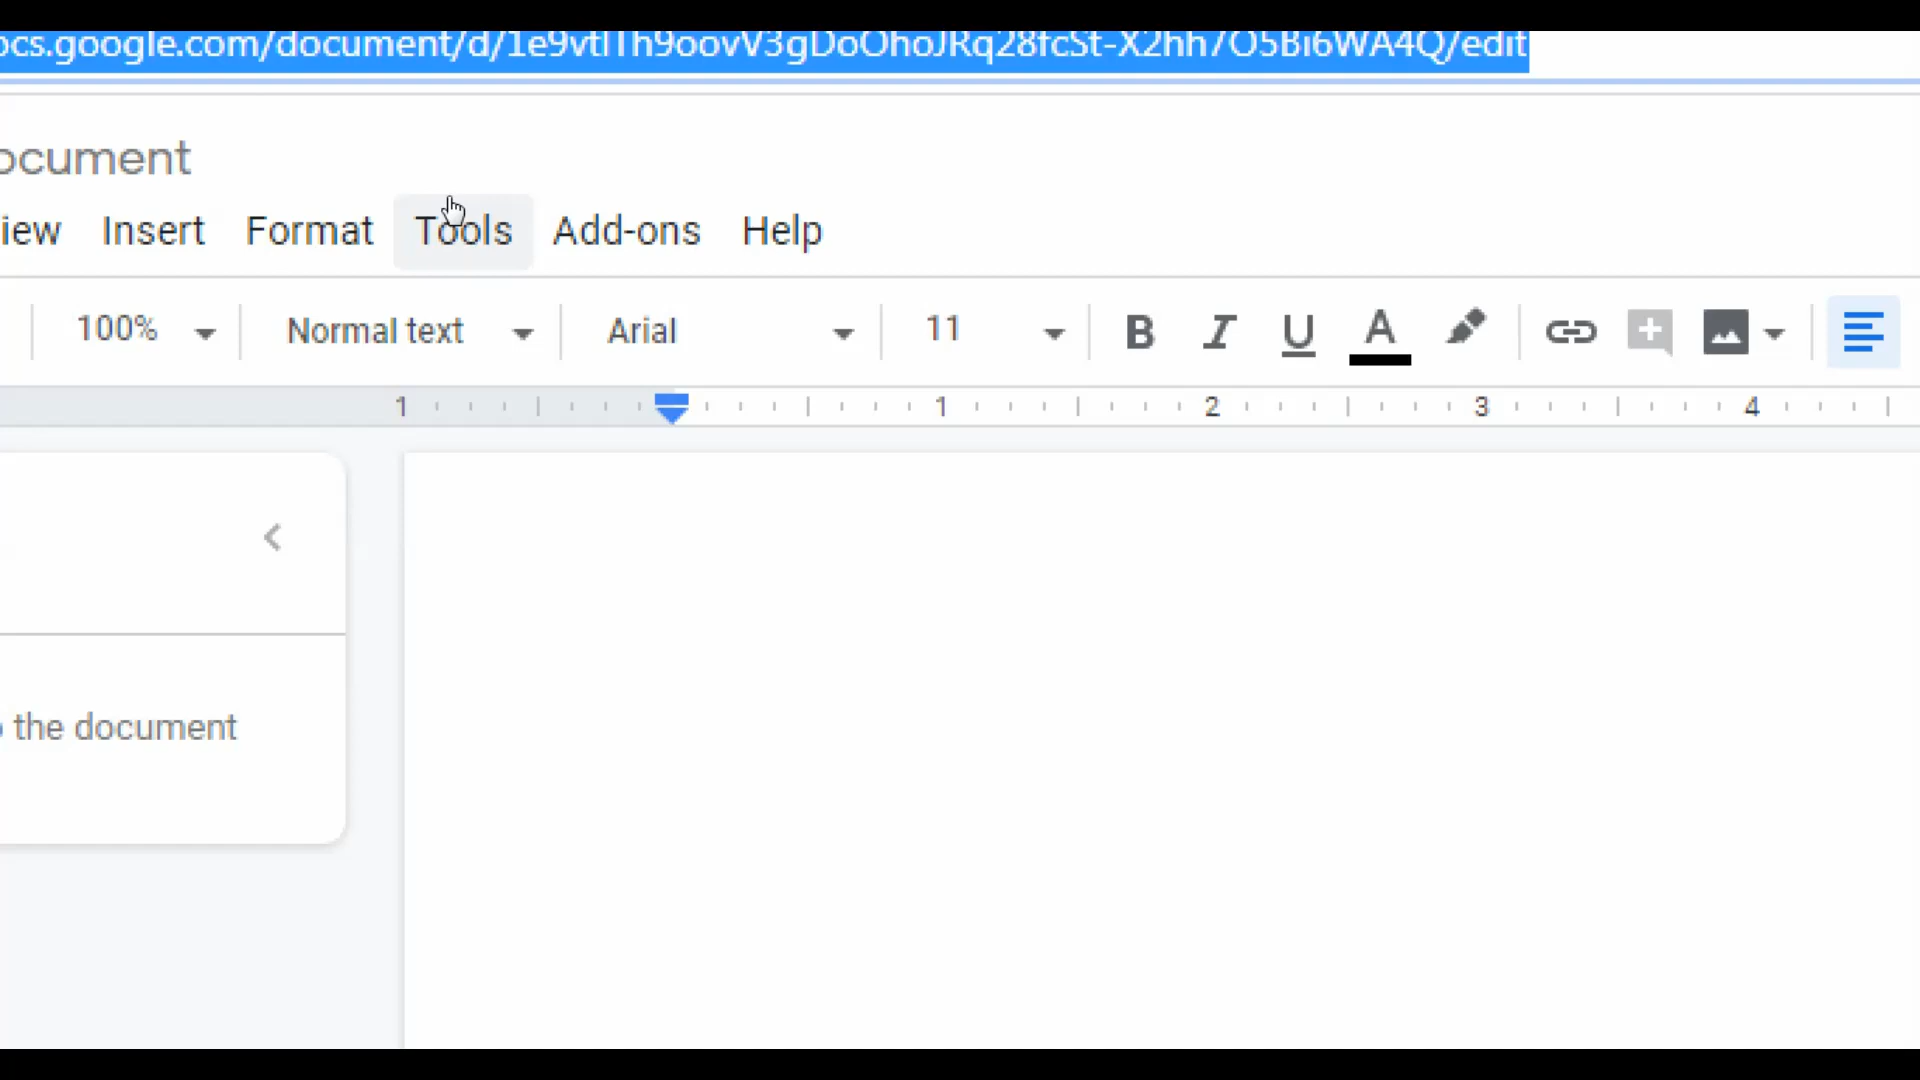 ocs.google.com/document/d/1e9vtlTh9oovV3gDoOhoJRq28fcSt-X2hh7O5Bi6WA4Q/edit
ocument
iew Insert Format Tools Add-ons Help
100% Normal text Arial 11 B I U A
1 1 2 3 4
the document